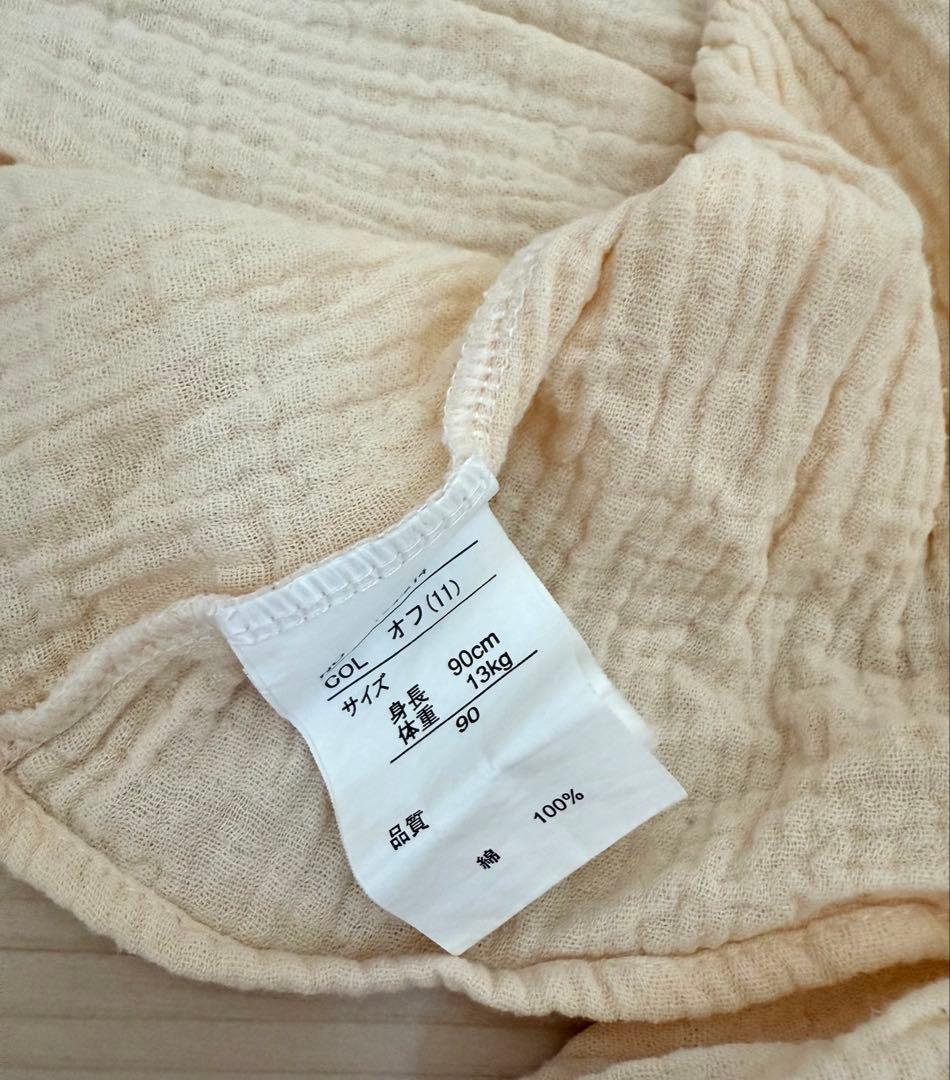 COL オフ(11)
サイズ
身長 90cm
体重 13kg
90
品質
綿 100%